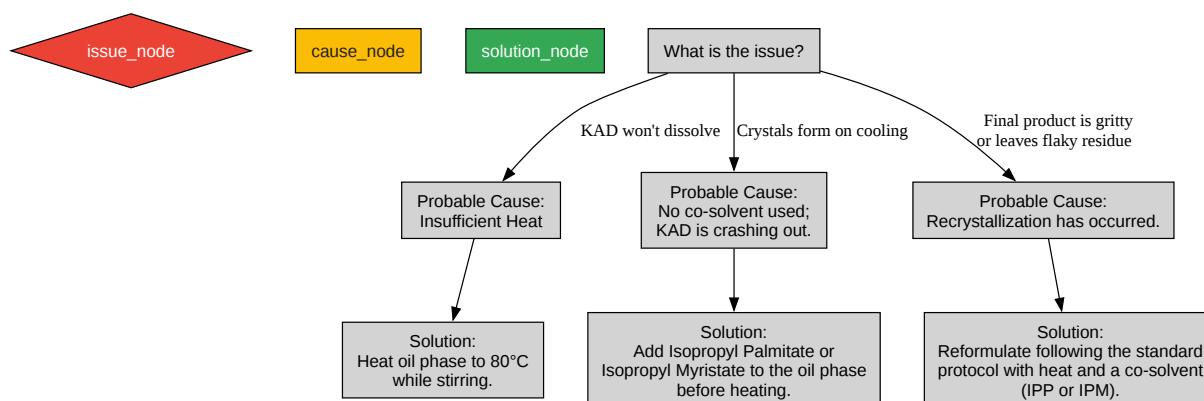 issue_node
cause_node
solution_node
What is the issue?
KAD won't dissolve
Crystals form on cooling
Final product is gritty
or leaves flaky residue
Probable Cause:
Insufficient Heat
Probable Cause:
No co-solvent used;
KAD is crashing out.
Probable Cause:
Recrystallization has occurred.
Solution:
Heat oil phase to 80°C
while stirring.
Solution:
Add Isopropyl Palmitate or
Isopropyl Myristate to the oil phase
before heating.
Solution:
Reformulate following the standard
protocol with heat and a co-solvent
(IPP or IPM).